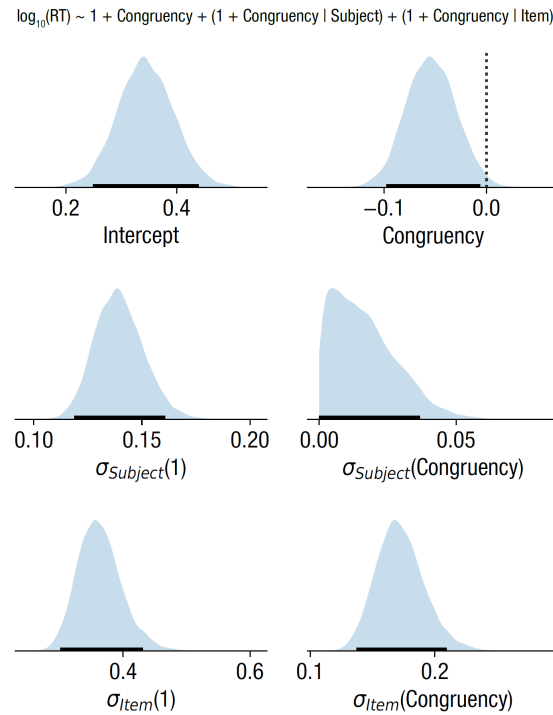 log₁₀(RT) ~ 1 + Congruency + (1 + Congruency | Subject) + (1 + Congruency | Item)
0.2 0.4
Intercept
−0.1 0.0
Congruency
0.10 0.15 0.20
σSubject(1)
0.00 0.05
σSubject(Congruency)
0.4 0.6
σItem(1)
0.1 0.2
σItem(Congruency)